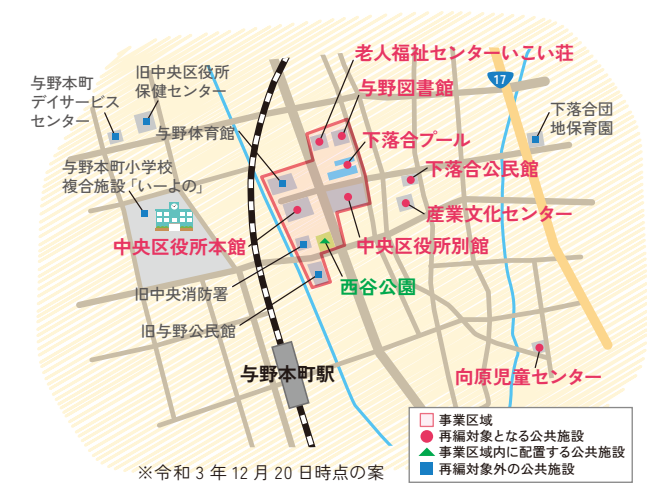 老人福祉センターいこい荘
与野図書館
17
旧中央区役所
保健センター
与野本町
デイサービス
センター
与野体育館
下落合プール
下落合団
地保育園
与野本町小学校
複合施設「いーよの」
下落合公民館
産業文化センター
中央区役所本館
中央区役所別館
旧中央消防署
西谷公園
旧与野公民館
与野本町駅
向原児童センター
事業区域
再編対象となる公共施設
事業区域内に配置する公共施設
再編対象外の公共施設
※令和 3 年 12 月 20 日時点の案